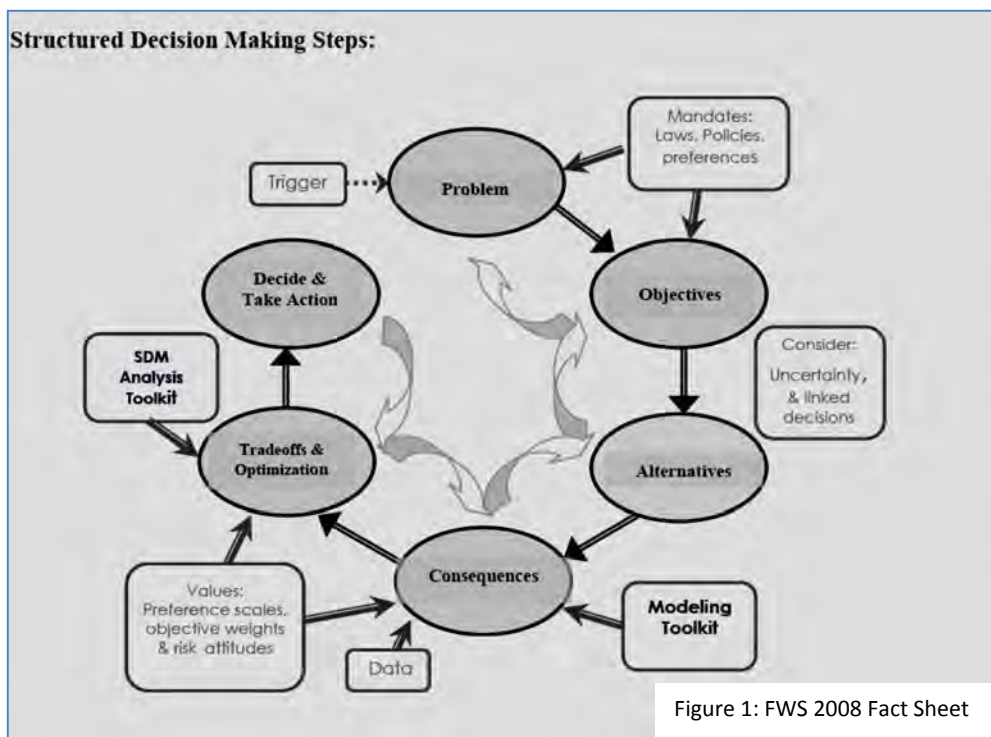 Structured Decision Making Steps:
Mandates:
Laws, Policies,
preferences
Trigger
Problem
Decide &
Take Action
Objectives
SDM
Analysis
Toolkit
Consider:
Uncertainty,
& linked
decisions
Tradeoffs &
Optimization
Alternatives
Consequences
Values:
Preference scales,
objective weights
& risk attitudes
Data
Modeling
Toolkit
Figure 1: FWS 2008 Fact Sheet